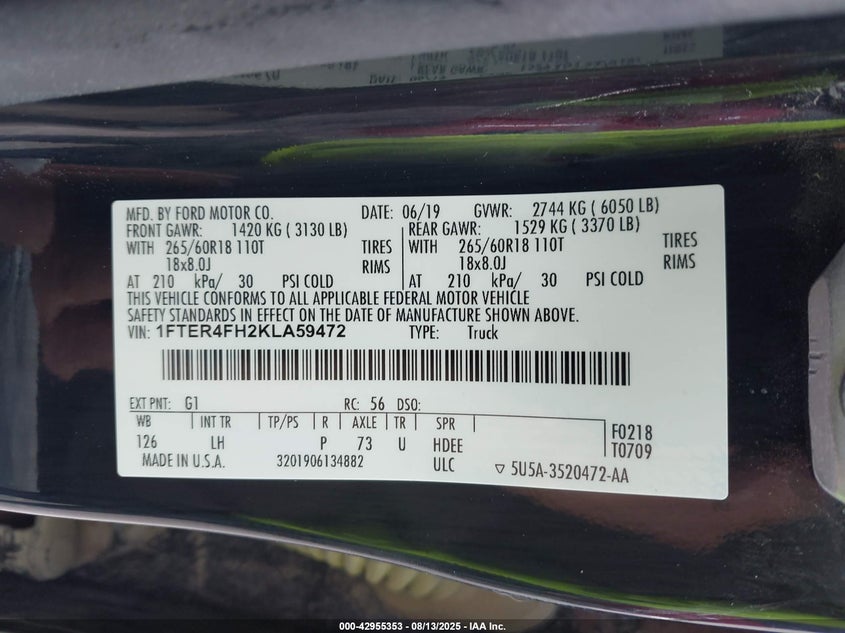 MFD. BY FORD MOTOR CO. DATE: 06/19 GVWR: 2744 KG ( 6050 LB)
FRONT GAWR: 1420 KG ( 3130 LB) REAR GAWR: 1529 KG ( 3370 LB)
WITH 265/60R18 110T TIRES WITH 265/60R18 110T TIRES
18x8.0J RIMS 18x8.0J RIMS
AT 210 kPa/ 30 PSI COLD AT 210 kPa/ 30 PSI COLD
THIS VEHICLE CONFORMS TO ALL APPLICABLE FEDERAL MOTOR VEHICLE
SAFETY STANDARDS IN EFFECT ON THE DATE OF MANUFACTURE SHOWN ABOVE.
VIN: 1FTER4FH2KLA59472 TYPE: Truck
EXT PNT: G1 RC: 56 DSO:
WB INT TR TP/PS R AXLE TR SPR F0218
126 LH P 73 U HDEE T0709
MADE IN U.S.A. 3201906134882 ULC ▽ 5U5A-3520472-AA
000-42955353 - 08/13/2025 - IAA Inc.